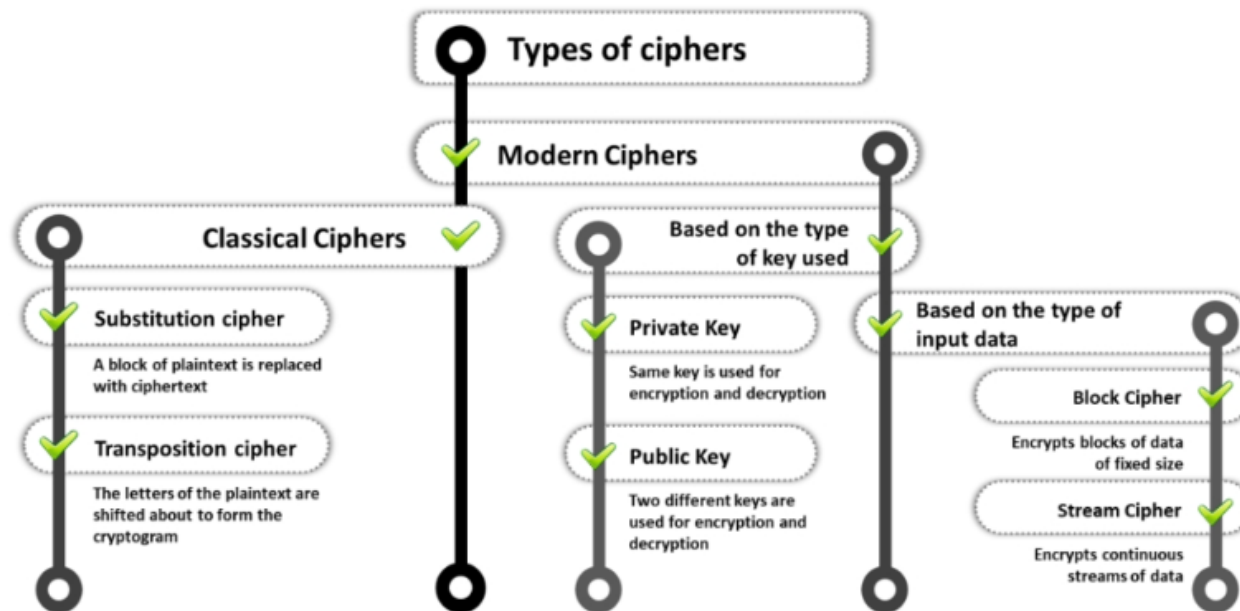 Types of ciphers
Modern Ciphers
Classical Ciphers
Substitution cipher
A block of plaintext is replaced
with ciphertext
Transposition cipher
The letters of the plaintext are
shifted about to form the
cryptogram
Based on the type
of key used
Private Key
Same key is used for
encryption and decryption
Public Key
Two different keys are
used for encryption and
decryption
Based on the type of
input data
Block Cipher
Encrypts blocks of data
of fixed size
Stream Cipher
Encrypts continuous
streams of data